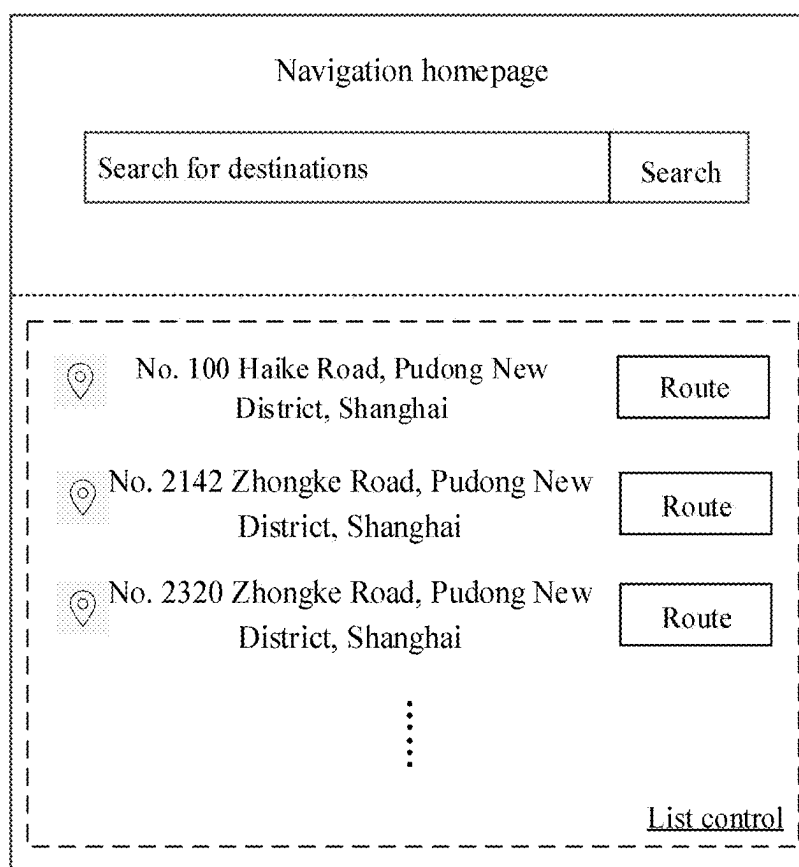 Navigation homepage
Search for destinations
Search
No. 100 Haike Road, Pudong New
District, Shanghai
Route
No. 2142 Zhongke Road, Pudong New
District, Shanghai
Route
No. 2320 Zhongke Road, Pudong New
District, Shanghai
Route
List control